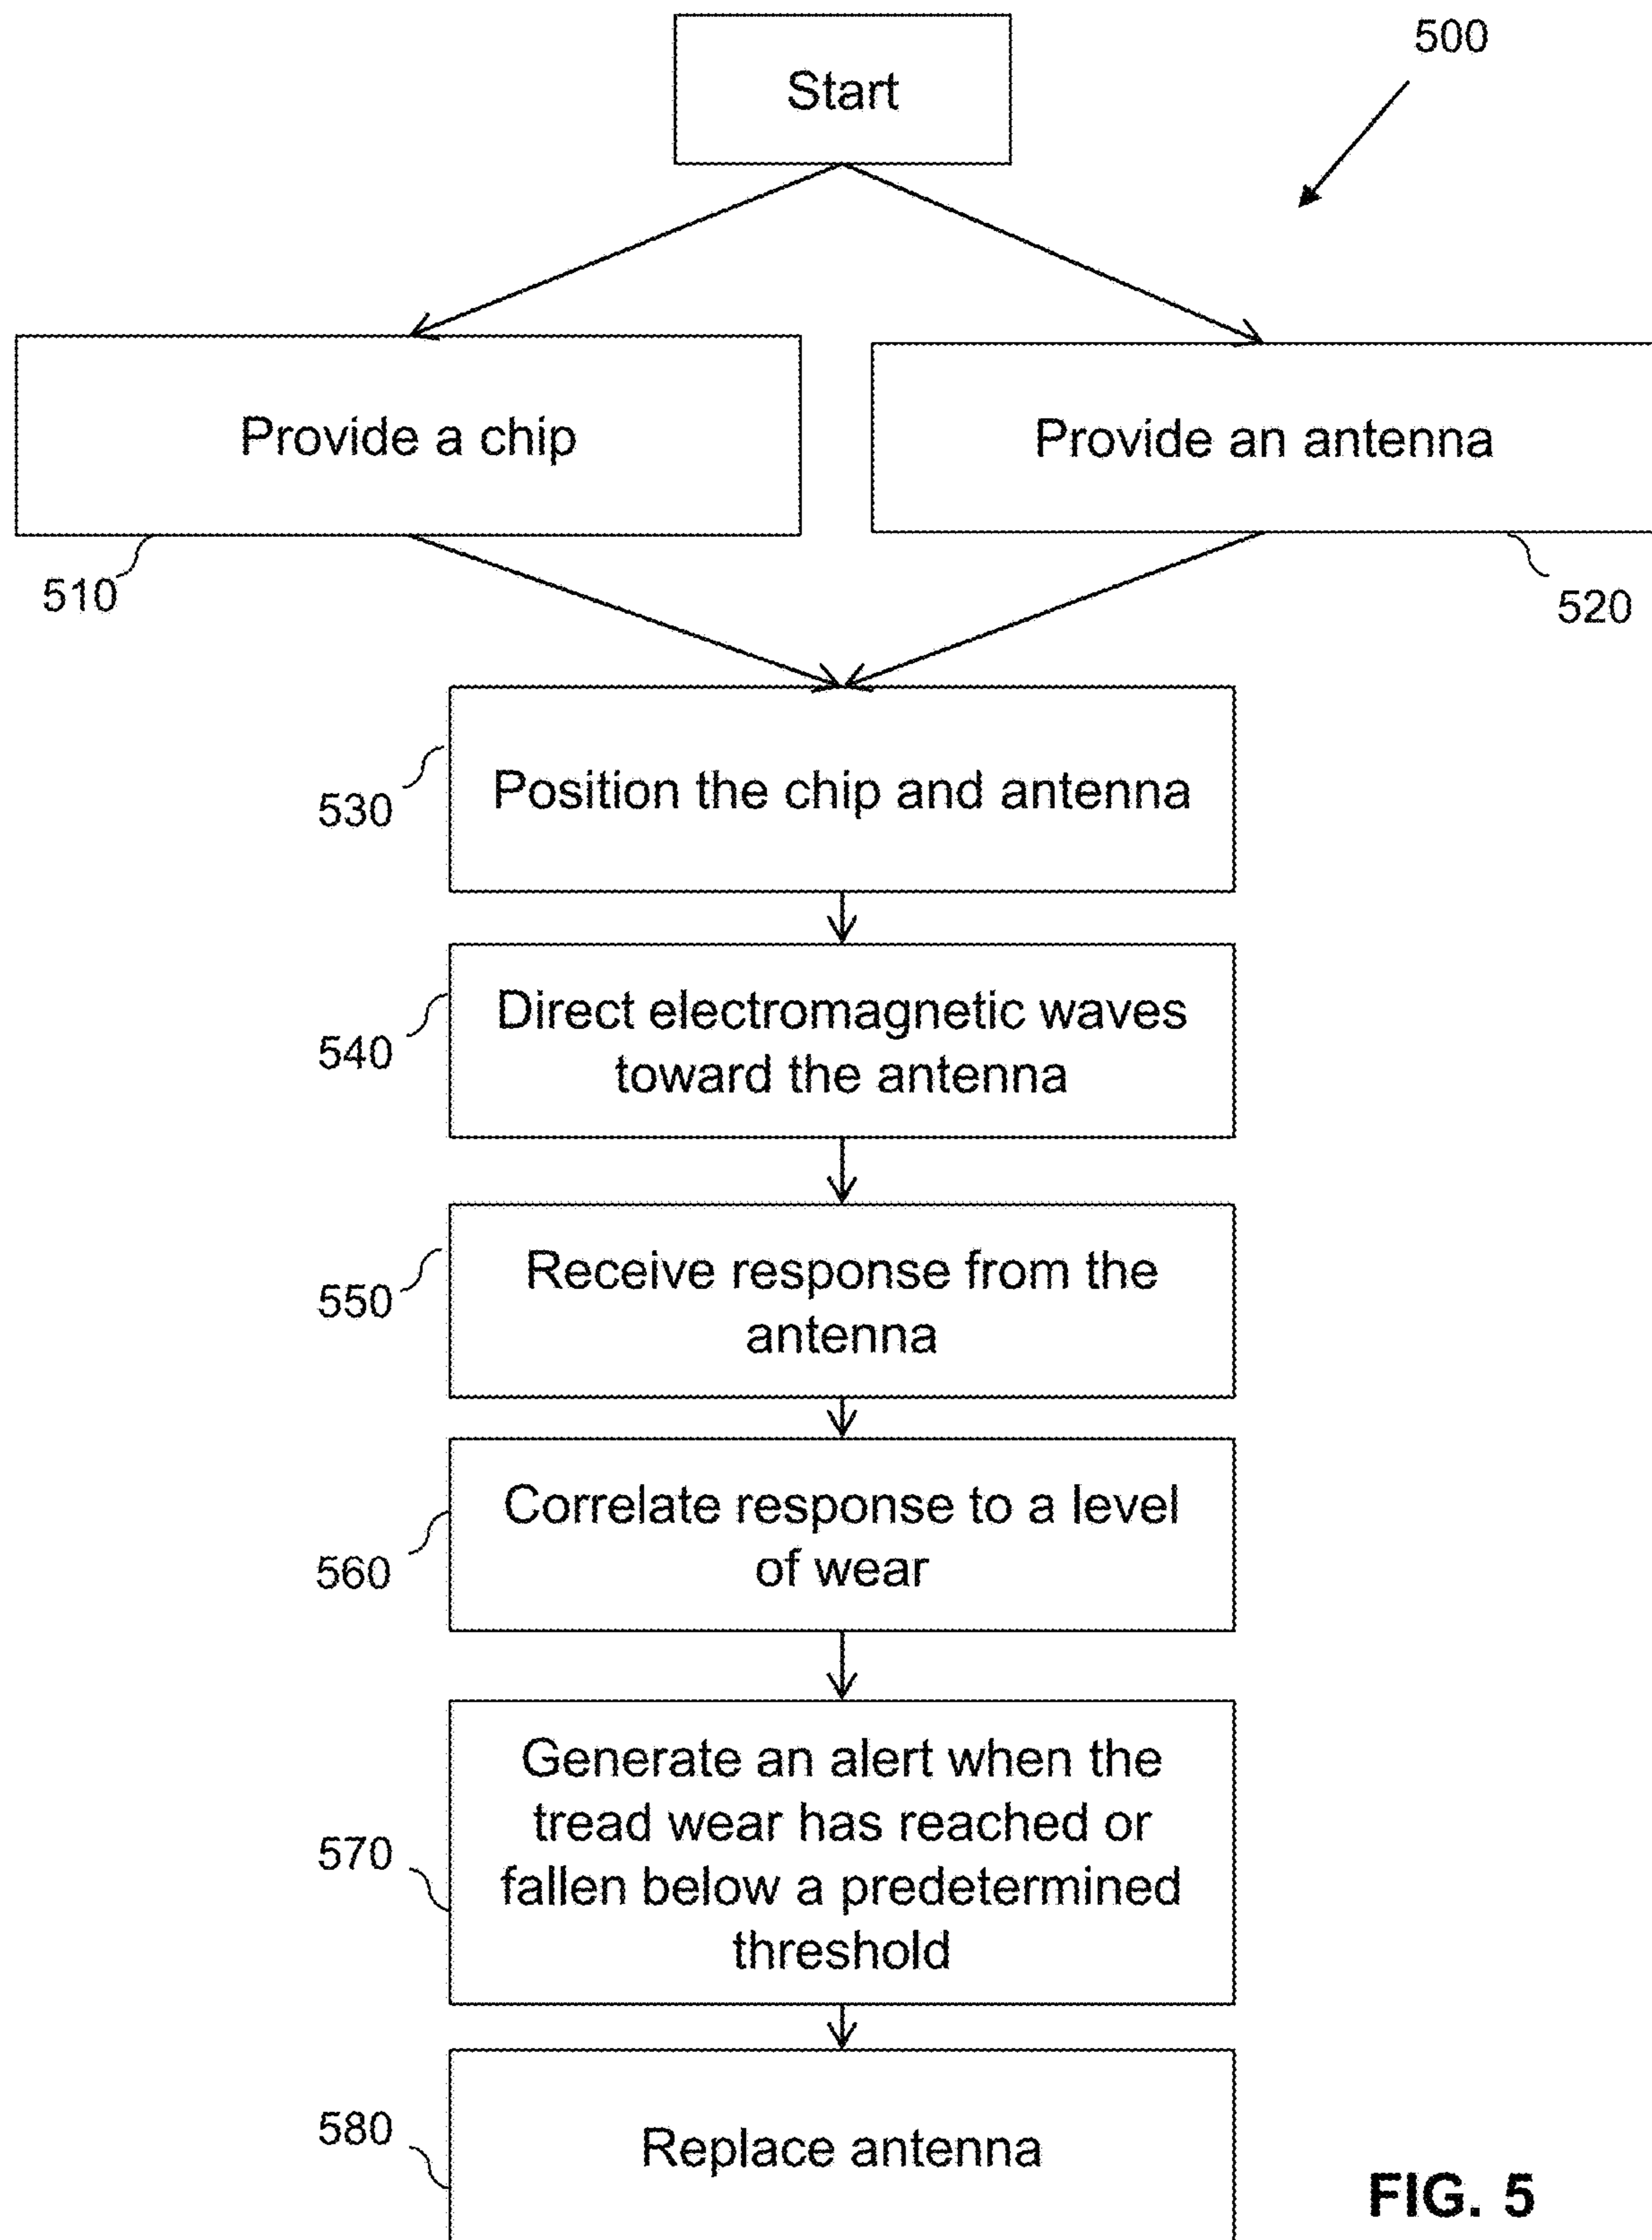 Start
500
Provide a chip
Provide an antenna
510
520
Position the chip and antenna
530
Direct electromagnetic waves
toward the antenna
540
Receive response from the
antenna
550
Correlate response to a level
of wear
560
Generate an alert when the
tread wear has reached or
fallen below a predetermined
threshold
570
Replace antenna
580
FIG. 5